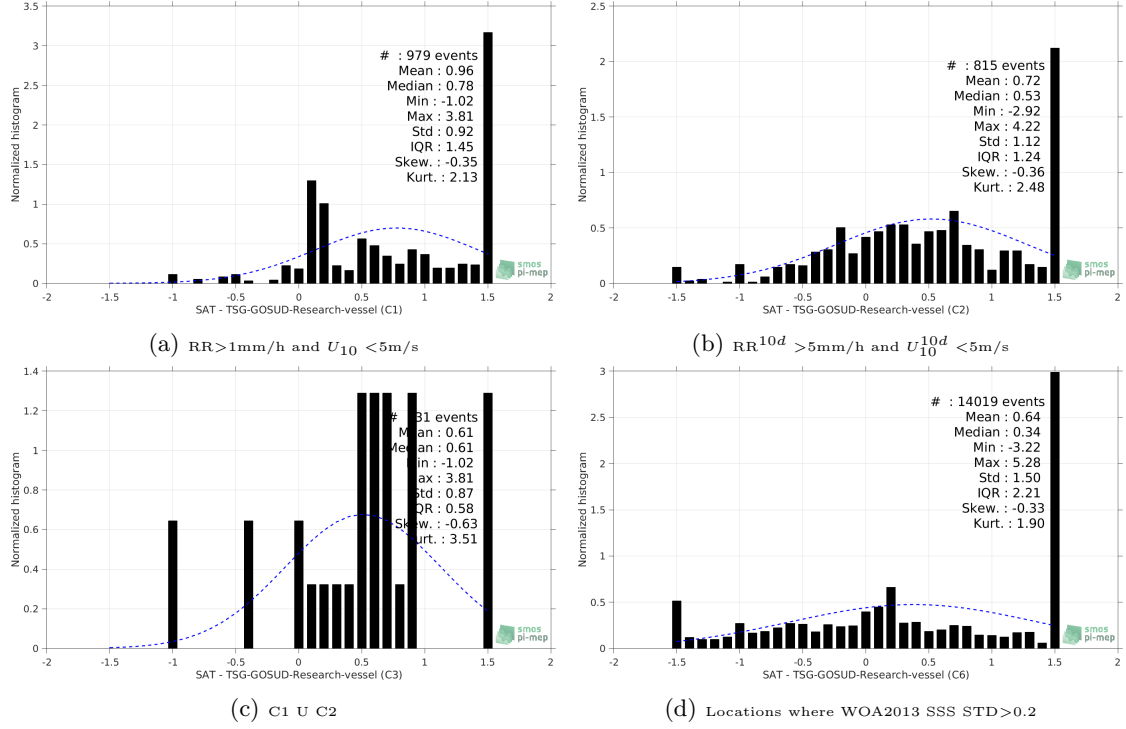 3.5
3
2.5
2
1.5
1
0.5
0
-2 -1.5 -1 -0.5 0 0.5 1 1.5 2
Normalized histogram
SAT - TSG-GOSUD-Research-vessel (C1)
# : 979 events
Mean : 0.96
Median : 0.78
Min : -1.02
Max : 3.81
Std : 0.92
IQR : 1.45
Skew. : -0.35
Kurt. : 2.13
smos
pi-mep
(a) RR>1mm/h and U10 <5m/s
2.5
2
1.5
1
0.5
0
-2 -1.5 -1 -0.5 0 0.5 1 1.5 2
Normalized histogram
SAT - TSG-GOSUD-Research-vessel (C2)
# : 815 events
Mean : 0.72
Median : 0.53
Min : -2.92
Max : 4.22
Std : 1.12
IQR : 1.24
Skew. : -0.36
Kurt. : 2.48
smos
pi-mep
(b) RR10d >5mm/h and U10d10 <5m/s
1.4
1.2
1
0.8
0.6
0.4
0.2
0
-2 -1.5 -1 -0.5 0 0.5 1 1.5 2
Normalized histogram
SAT - TSG-GOSUD-Research-vessel (C3)
# : 31 events
Mean : 0.61
Median : 0.61
Min : -1.02
Max : 3.81
Std : 0.87
IQR : 0.58
Skew. : -0.63
Kurt. : 3.51
smos
pi-mep
(c) C1 U C2
3
2.5
2
1.5
1
0.5
0
-2 -1.5 -1 -0.5 0 0.5 1 1.5 2
Normalized histogram
SAT - TSG-GOSUD-Research-vessel (C6)
# : 14019 events
Mean : 0.64
Median : 0.34
Min : -3.22
Max : 5.28
Std : 1.50
IQR : 2.21
Skew. : -0.33
Kurt. : 1.90
smos
pi-mep
(d) Locations where WOA2013 SSS STD>0.2